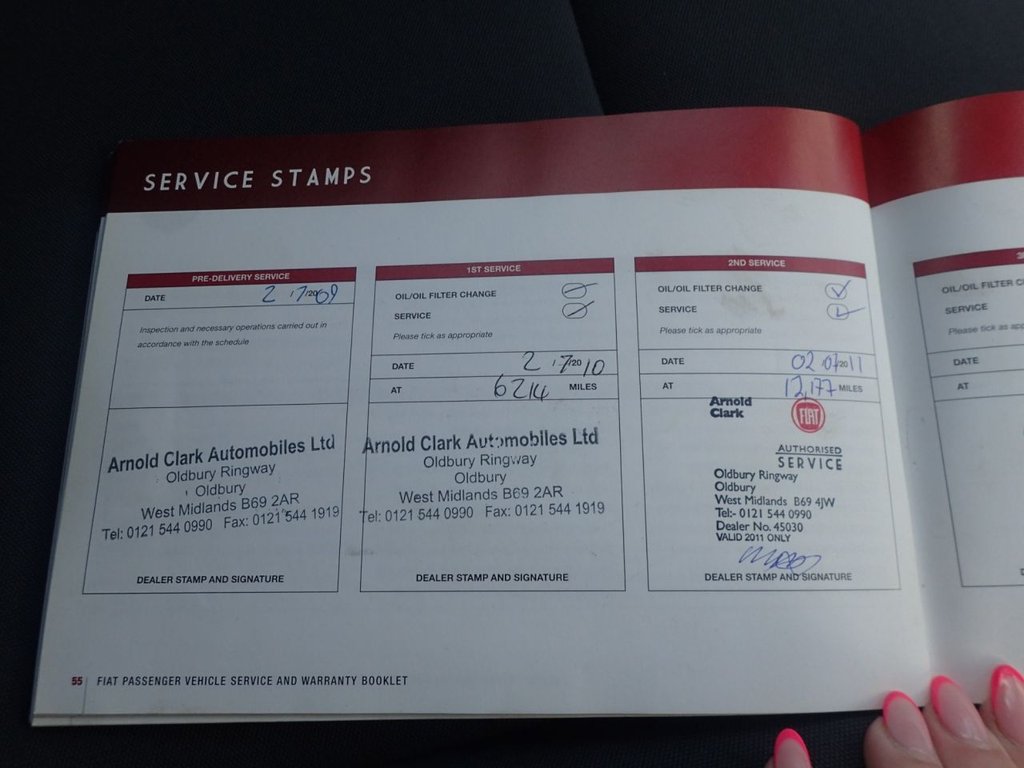 SERVICE STAMPS
PRE-DELIVERY SERVICE
DATE 2 /7/2009
Inspection and necessary operations carried out in
accordance with the schedule
Arnold Clark Automobiles Ltd
Oldbury Ringway
Oldbury
West Midlands B69 2AR
Tel: 0121 544 0990 Fax: 0121 544 1919
DEALER STAMP AND SIGNATURE
1ST SERVICE
OIL/OIL FILTER CHANGE
SERVICE
Please tick as appropriate
DATE 2 /7/2010
AT 6214 MILES
Arnold Clark Automobiles Ltd
Oldbury Ringway
Oldbury
West Midlands B69 2AR
Tel: 0121 544 0990 Fax: 0121 544 1919
DEALER STAMP AND SIGNATURE
2ND SERVICE
OIL/OIL FILTER CHANGE
SERVICE
Please tick as appropriate
DATE 02 /07/2011
AT 12,177 MILES
Arnold
Clark
FIAT
AUTHORISED
SERVICE
Oldbury Ringway
Oldbury
West Midlands B69 4JW
Tel:- 0121 544 0990
Dealer No. 45030
VALID 2011 ONLY
DEALER STAMP AND SIGNATURE
OIL/OIL FILTER C
SERVICE
Please tick as
DATE
AT
55 FIAT PASSENGER VEHICLE SERVICE AND WARRANTY BOOKLET